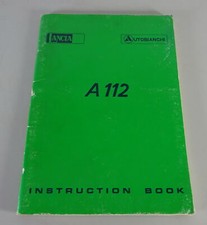 LANCIA AUTOBIANCHI
A 112
INSTRUCTION BOOK